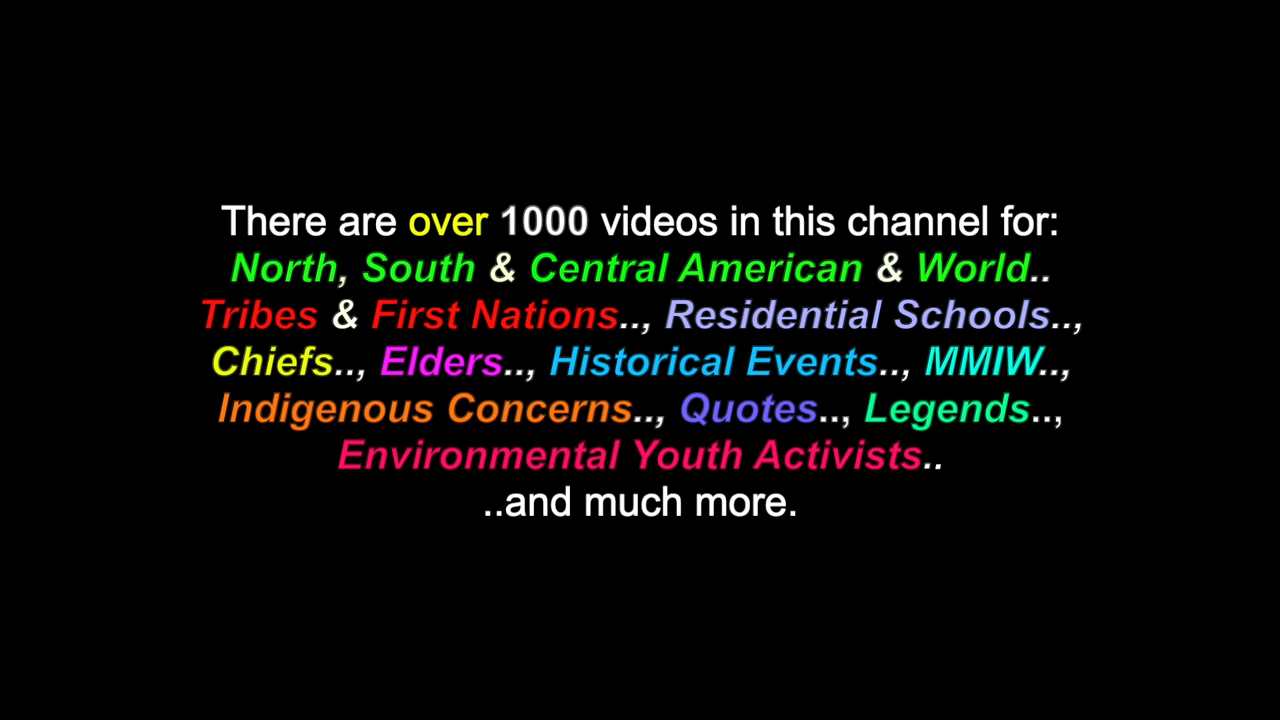 There are over 1000 videos in this channel for:
North, South & Central American & World..
Tribes & First Nations.., Residential Schools..,
Chiefs.., Elders.., Historical Events.., MMIW..,
Indigenous Concerns.., Quotes.., Legends..,
Environmental Youth Activists..
..and much more.